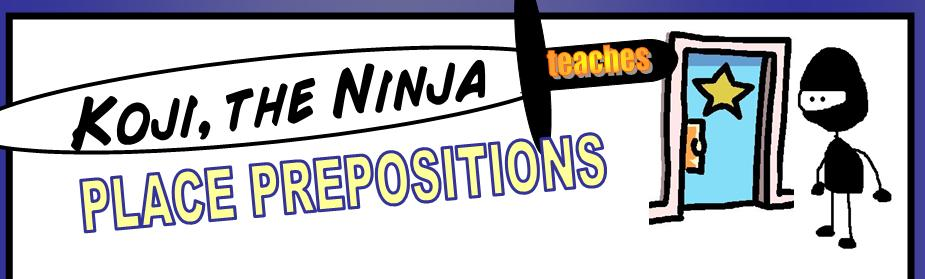 KOJI, THE NINJA
teaches
PLACE PREPOSITIONS